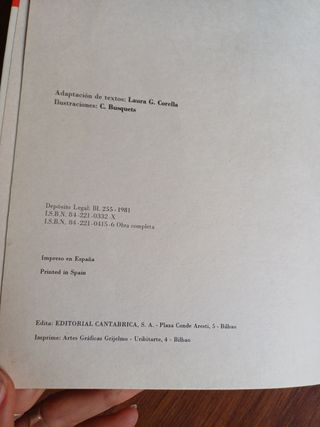 Adaptación de textos: Laura G. Corella
Ilustraciones: C. Busquets
Depósito Legal: BI. 255 - 1981
I.S.B.N. 84-221-0332-X
I.S.B.N. 84-221-0415-6 Obra completa
Impreso en España
Printed in Spain
Edita: EDITORIAL CANTABRICA, S. A. - Plaza Conde Aresti, 5 - Bilbao
Imprime: Artes Gráficas Grijelmo - Uribitarte, 4 - Bilbao